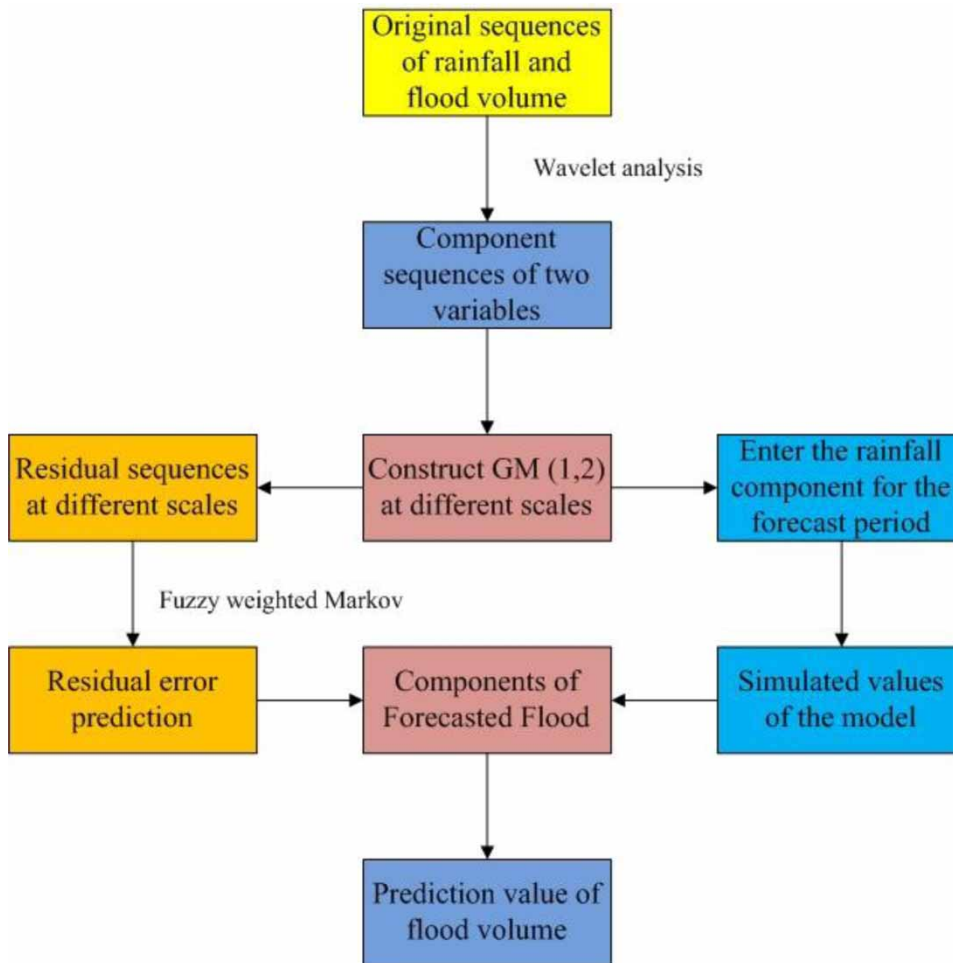 Original sequences
of rainfall and
flood volume
Wavelet analysis
Component
sequences of two
variables
Residual sequences
at different scales
Construct GM (1,2)
at different scales
Enter the rainfall
component for the
forecast period
Fuzzy weighted Markov
Residual error
prediction
Components of
Forecasted Flood
Simulated values
of the model
Prediction value of
flood volume